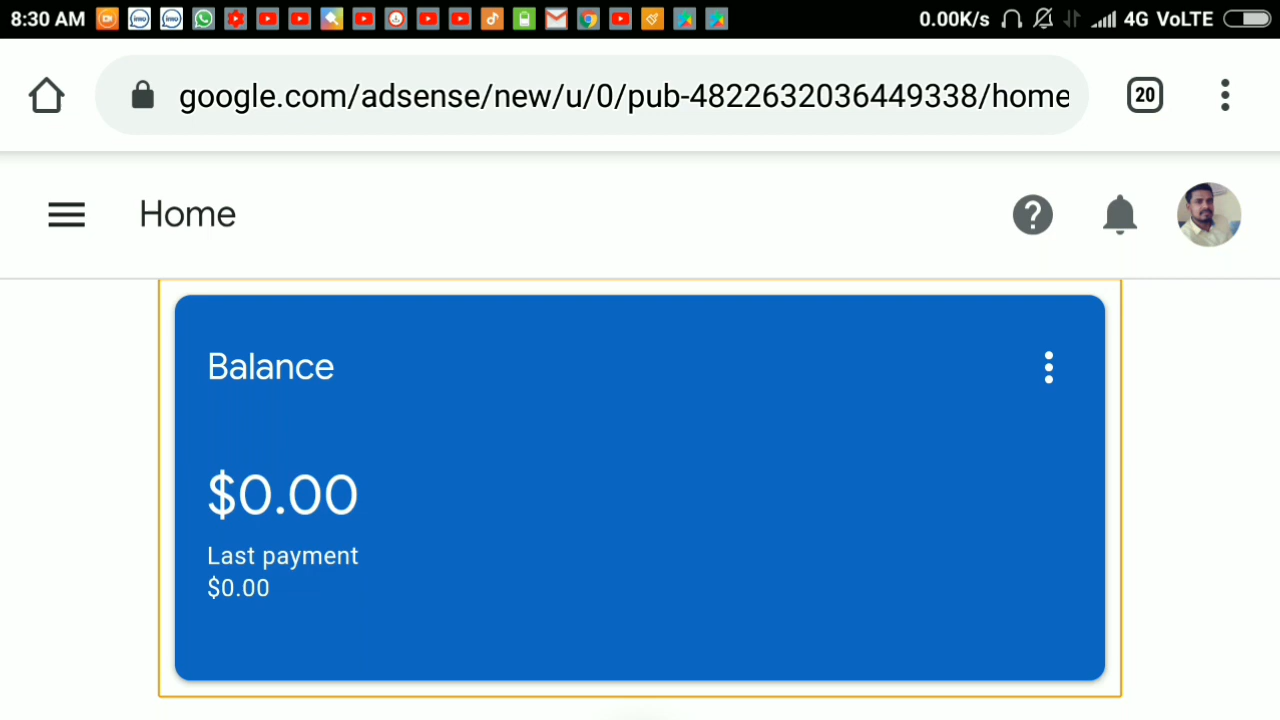 8:30 AM 0.00K/s 4G VoLTE
google.com/adsense/new/u/0/pub-4822632036449338/home
20
Home
Balance
$0.00
Last payment
$0.00